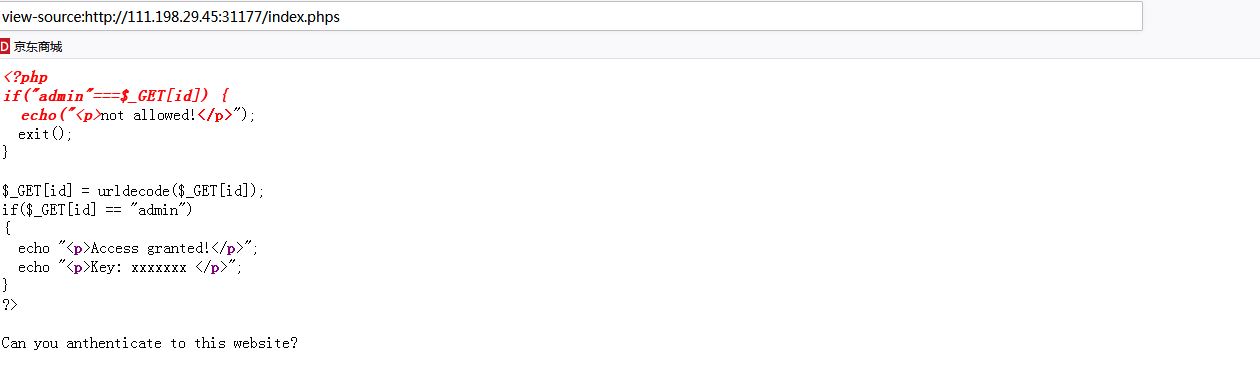 view-source:http://111.198.29.45:31177/index.phps
D 京东商城
<?php
if("admin"===$_GET[id]) {
  echo("<p>not allowed!</p>");
  exit();
}

$_GET[id] = urldecode($_GET[id]);
if($_GET[id] == "admin")
{
  echo "<p>Access granted!</p>";
  echo "<p>Key: xxxxxxx </p>";
}
?>

Can you anthenticate to this website?